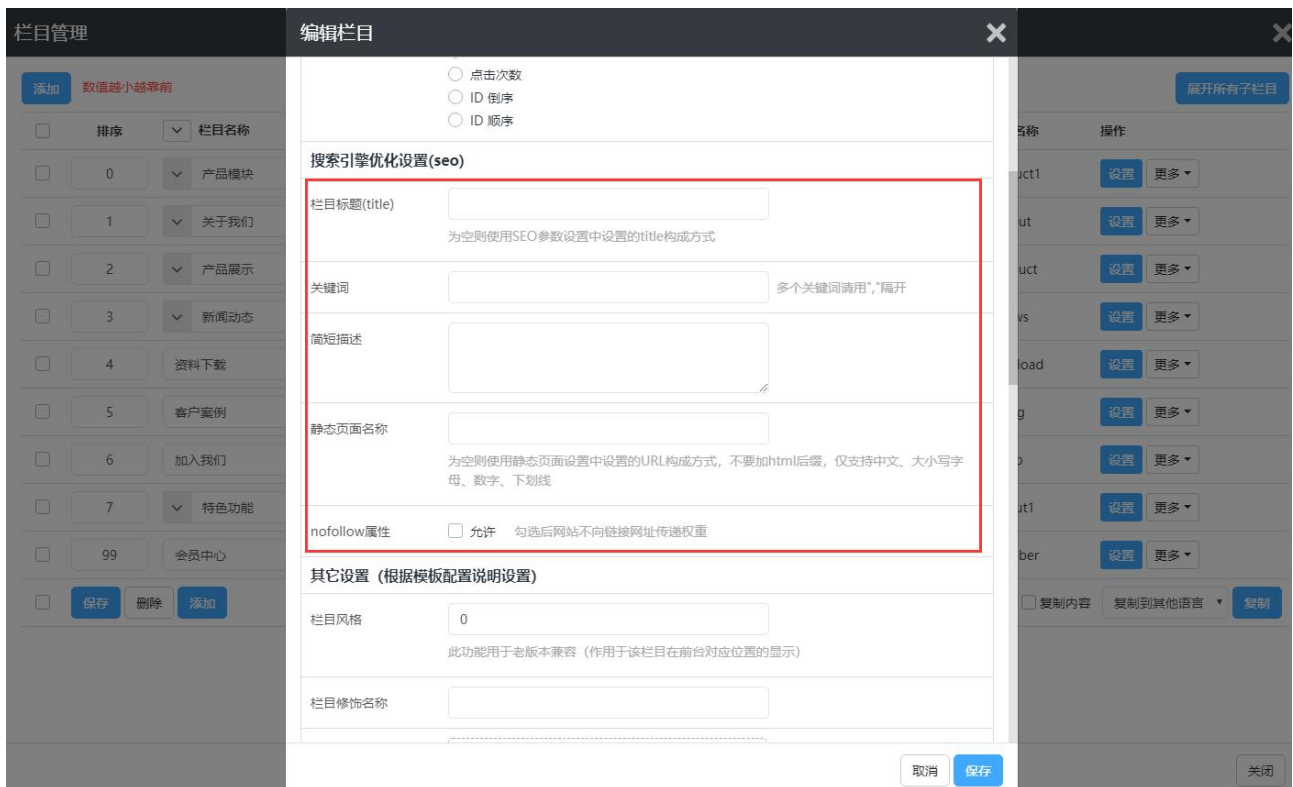 栏目管理
编辑栏目
添加 数值越小越靠前
展开所有子栏目
排序 栏目名称
名称 操作
0 产品模块
uct1 设置 更多
1 关于我们
ut 设置 更多
2 产品展示
uct 设置 更多
3 新闻动态
ws 设置 更多
4 资料下载
load 设置 更多
5 客户案例
g 设置 更多
6 加入我们
设置 更多
7 特色功能
ut1 设置 更多
99 会员中心
ber 设置 更多
保存 删除 添加
复制内容 复制到其他语言 复制
点击次数
ID 倒序
ID 顺序
搜索引擎优化设置(seo)
栏目标题(title)
为空则使用SEO参数设置中设置的title构成方式
关键词
多个关键词请用","隔开
简短描述
静态页面名称
为空则使用静态页面设置中设置的URL构成方式，不要加html后缀，仅支持中文、大小写字
母、数字、下划线
nofollow属性 允许 勾选后网站不向链接网址传递权重
其它设置（根据模板配置说明设置）
栏目风格 0
此功能用于老版本兼容（作用于该栏目在前台对应位置的显示）
栏目修饰名称
取消 保存
关闭